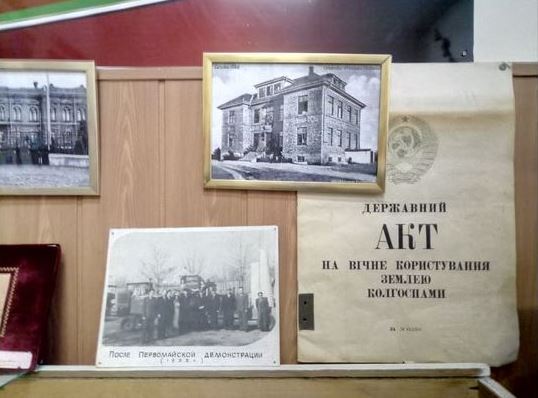 ДЕРЖАВНИЙ
АКТ
НА ВІЧНЕ КОРИСТУВАННЯ
ЗЕМЛЕЮ
КОЛГОСПАМИ
ПОСЛЕ ПЕРВОМАЙСКОЙ ДЕМОНСТРАЦИИ